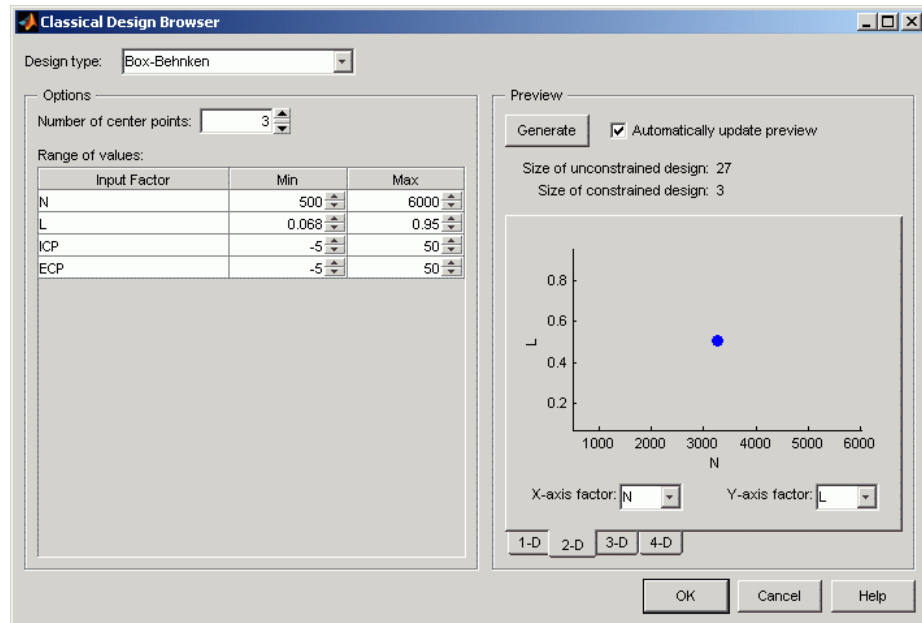 Classical Design Browser
Design type: Box-Behnken
Options
Number of center points: 3
Range of values:
Input Factor Min Max
N 500 6000
L 0.068 0.95
ICP -5 50
ECP -5 50
Preview
Generate Automatically update preview
Size of unconstrained design: 27
Size of constrained design: 3
0.8
0.6
L
0.4
0.2
1000 2000 3000 4000 5000 6000
N
X-axis factor: N Y-axis factor: L
1-D 2-D 3-D 4-D
OK Cancel Help